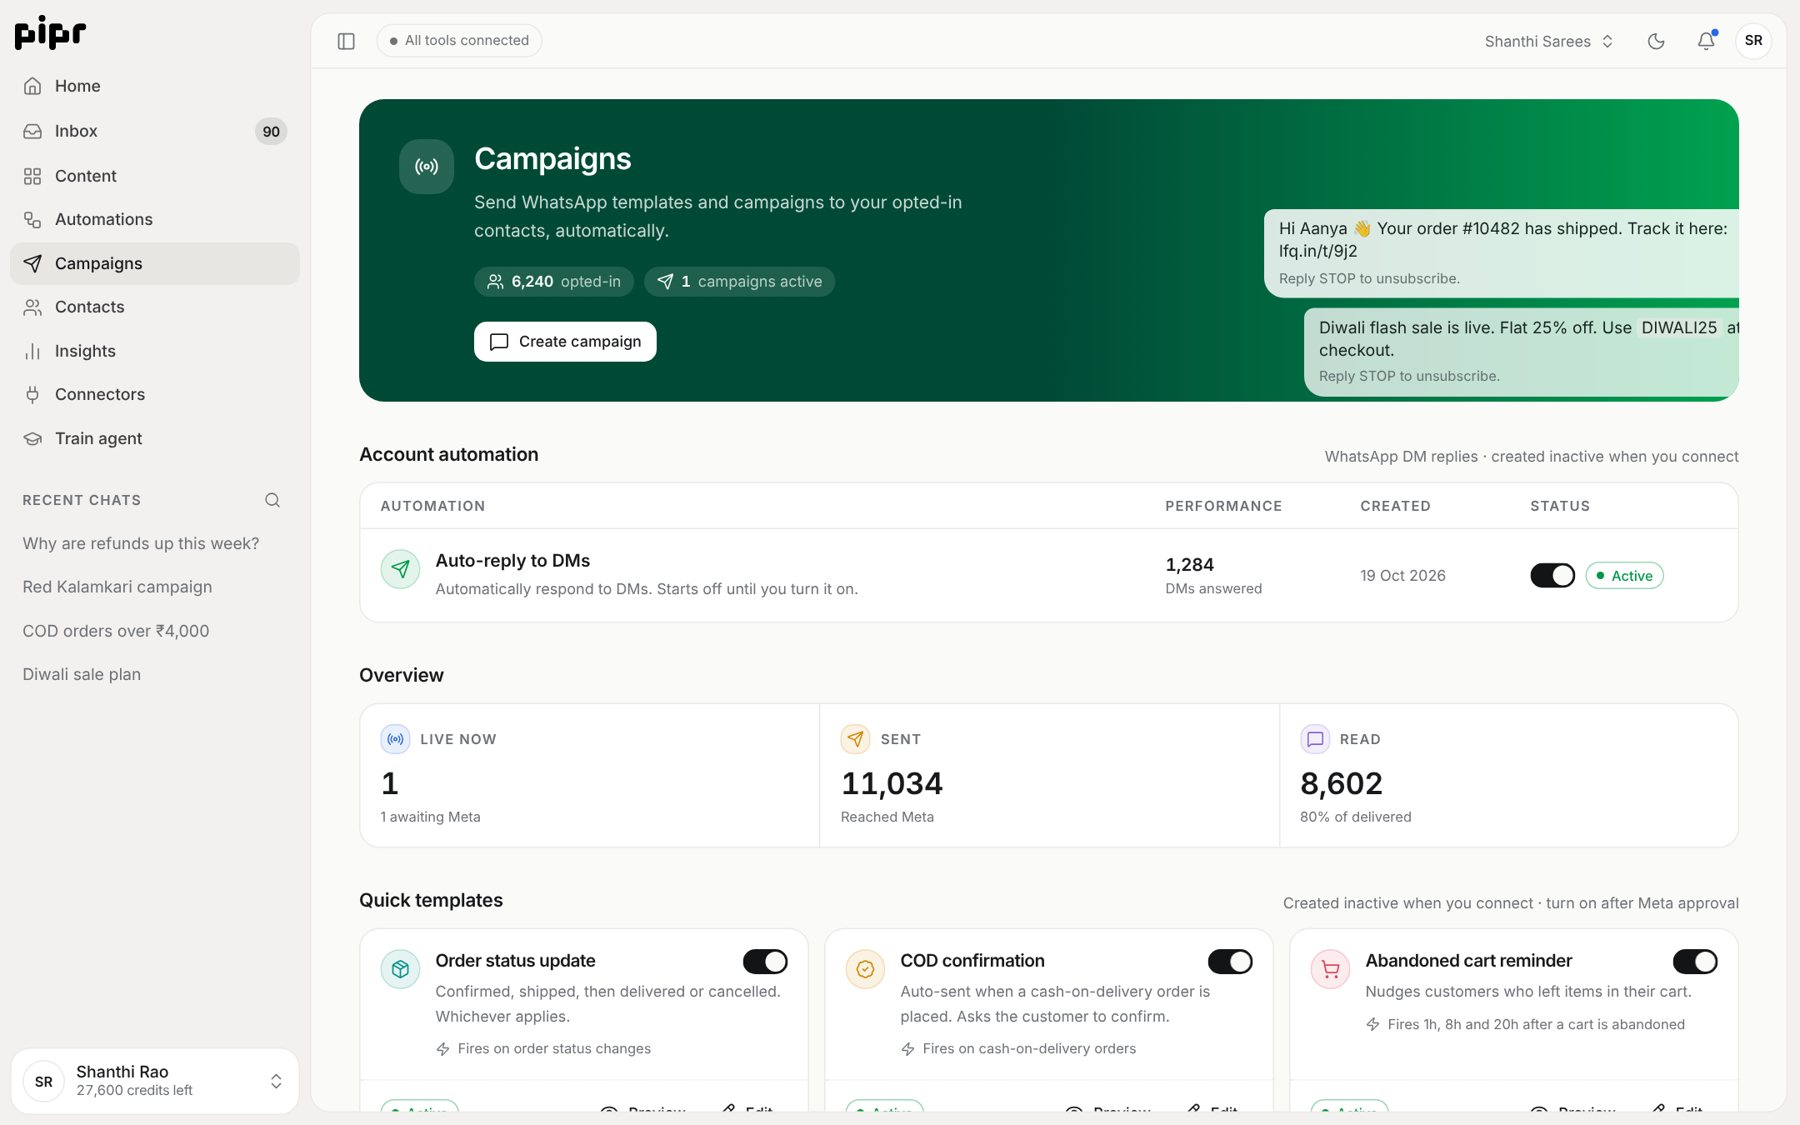 pipr
Home
Inbox 90
Content
Automations
Campaigns
Contacts
Insights
Connectors
Train agent
RECENT CHATS
Why are refunds up this week?
Red Kalamkari campaign
COD orders over ₹4,000
Diwali sale plan
SR
Shanthi Rao
27,600 credits left
All tools connected
Shanthi Sarees
SR
Campaigns
Send WhatsApp templates and campaigns to your opted-in
contacts, automatically.
6,240 opted-in
1 campaigns active
Create campaign
Hi Aanya 👋 Your order #10482 has shipped. Track it here:
lfq.in/t/9j2
Reply STOP to unsubscribe.
Diwali flash sale is live. Flat 25% off. Use DIWALI25 at
checkout.
Reply STOP to unsubscribe.
Account automation
WhatsApp DM replies · created inactive when you connect
AUTOMATION PERFORMANCE CREATED STATUS
Auto-reply to DMs
Automatically respond to DMs. Starts off until you turn it on.
1,284
DMs answered
19 Oct 2026
Active
Overview
LIVE NOW
1
1 awaiting Meta
SENT
11,034
Reached Meta
READ
8,602
80% of delivered
Quick templates
Created inactive when you connect · turn on after Meta approval
Order status update
Confirmed, shipped, then delivered or cancelled.
Whichever applies.
Fires on order status changes
Active Preview Edit
COD confirmation
Auto-sent when a cash-on-delivery order is
placed. Asks the customer to confirm.
Fires on cash-on-delivery orders
Active Preview Edit
Abandoned cart reminder
Nudges customers who left items in their cart.
Fires 1h, 8h and 20h after a cart is abandoned
Active Preview Edit